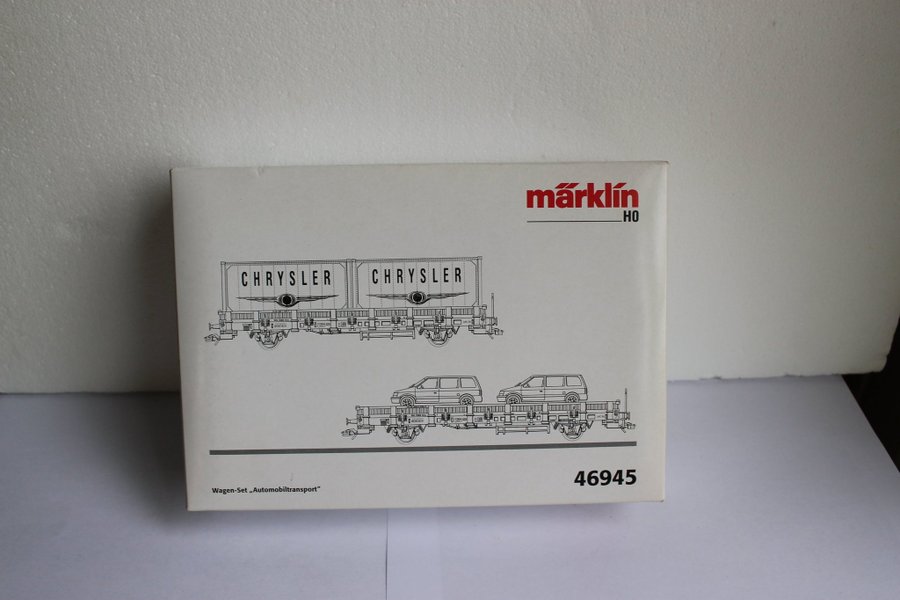 märklin
H0
CHRYSLER CHRYSLER
Wagen-Set „Automobiltransport"
46945